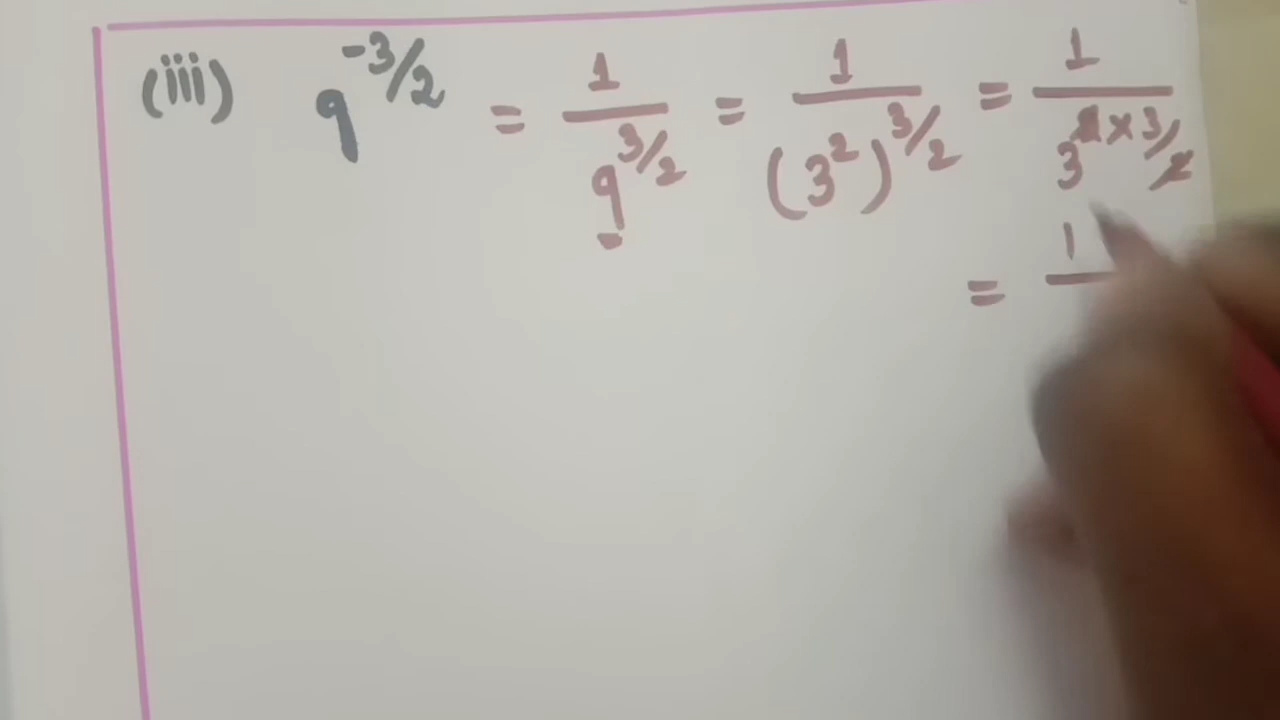 (iii) 9^{-3/2} = 1/9^{3/2} = 1/(3^2)^{3/2} = 1/3^{2×3/2}
= 1